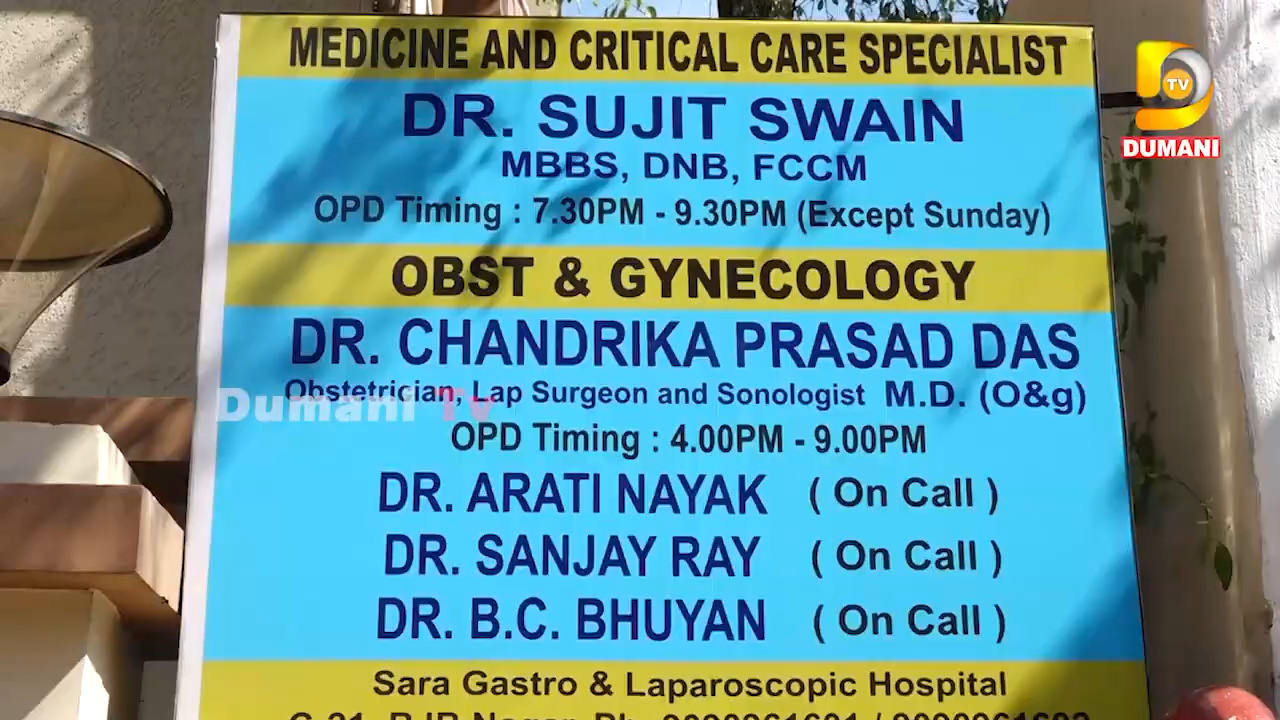 MEDICINE AND CRITICAL CARE SPECIALIST
DR. SUJIT SWAIN
MBBS, DNB, FCCM
OPD Timing : 7.30PM - 9.30PM (Except Sunday)
OBST & GYNECOLOGY
DR. CHANDRIKA PRASAD DAS
Obstetrician, Lap Surgeon and Sonologist M.D. (O&g)
OPD Timing : 4.00PM - 9.00PM
DR. ARATI NAYAK ( On Call )
DR. SANJAY RAY ( On Call )
DR. B.C. BHUYAN ( On Call )
Sara Gastro & Laparoscopic Hospital
TV
DUMANI
Dumani Tv